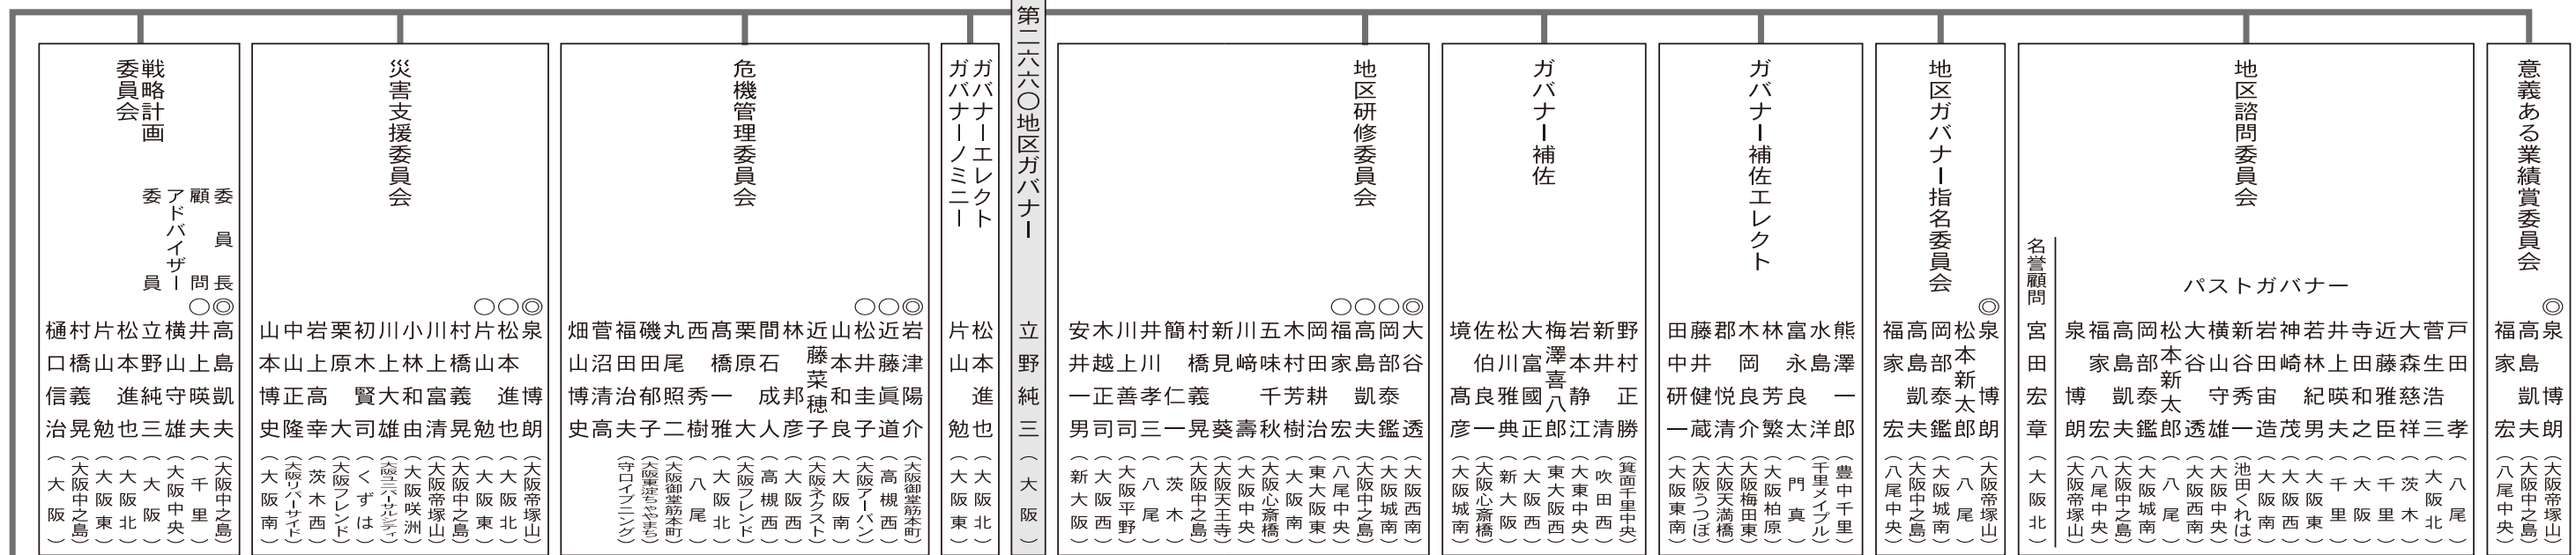 意義ある業績賞委員会
◎泉博朗（大阪帝塚山）
高島凱夫（大阪中之島）
福家宏（八尾中央）
地区諮問委員会
パストガバナー
戸田孝（八尾）
菅生浩三（大阪北）
大森慈祥（茨木）
近藤雅臣（千里）
寺田和之（大阪）
井上暎夫（千里）
若林紀男（大阪東）
神崎茂（大阪西）
岩田宙造（大阪南）
新谷秀一（池田くれは）
横山守雄（大阪中央）
大谷透（大阪西南）
松本新太郎（八尾）
岡部泰鑑（大阪城南）
高島凱夫（大阪中之島）
福家宏（八尾中央）
泉博朗（大阪帝塚山）
名誉顧問 宮田宏章（大阪北）
地区ガバナー指名委員会
◎泉博朗（大阪帝塚山）
松本新太郎（八尾）
岡部泰鑑（大阪城南）
高島凱夫（大阪中之島）
福家宏（八尾中央）
ガバナー補佐エレクト
熊澤一郎（豊中千里）
水島洋（千里メイプル）
富永良太（門真）
林芳繁（大阪柏原）
木岡良介（大阪梅田東）
郡悦清（大阪天満橋）
藤井健蔵（大阪うつぼ）
田中研一（大阪東南）
ガバナー補佐
野村正勝（箕面千里中央）
新井清（吹田西）
岩本静江（大東中央）
梅澤喜八郎（東大阪西）
大富國正（大阪西）
松川雅典（新大阪）
佐伯良一（大阪心斎橋）
境髙彦（大阪城南）
地区研修委員会
◎大谷透（大阪西南）
○岡部泰鑑（大阪城南）
○高島凱夫（大阪中之島）
○福家宏（八尾中央）
岡田耕治（東大阪東）
木村芳樹（大阪南）
五味千秋（大阪心斎橋）
川﨑壽（大阪中央）
新見葵（大阪天王寺）
村橋義晃（大阪中之島）
簡仁一（茨木）
井川孝三（八尾）
川上善司（大阪平野）
木越正司（大阪西）
安井一男（新大阪）
第二六六〇地区ガバナー 立野純三（大阪）
ガバナーエレクト 松本進也（大阪北）
ガバナーノミニー 片山勉（大阪東）
危機管理委員会
◎岩津陽介（大阪御堂筋本町）
○近藤眞道（高槻西）
○松井圭子（大阪アーバン）
山本和良（大阪南）
近藤菜穂子（大阪ネクスト）
林邦彦（大阪西）
間石成人（高槻西）
栗原大（大阪フレンド）
髙橋一雅（大阪北）
西秀樹（八尾）
丸尾照二（大阪御堂筋本町）
磯田郁子（大阪東淀ちゃやまち）
福田治夫（守口イブニング）
菅沼清高
畑山博史
災害支援委員会
◎泉博朗（大阪帝塚山）
○松本進也（大阪北）
○片山勉（大阪東）
村橋義晃（大阪中之島）
川上富清（大阪帝塚山）
小林和由（大阪咲洲）
川上大雄（大阪ユニバーサルシティ）
初木賢司（くずは）
栗原大（大阪フレンド）
岩上高幸（茨木西）
中山正隆（大阪リバーサイド）
山本博史（大阪南）
戦略計画
委員会
委員長 ◎高島凱夫（大阪中之島）
顧問 ○井上暎夫（千里）
アドバイザー 横山守雄（大阪中央）
委員 立野純三（大阪）
松本進也（大阪北）
片山勉（大阪東）
村橋義晃（大阪中之島）
樋口信治（大阪）